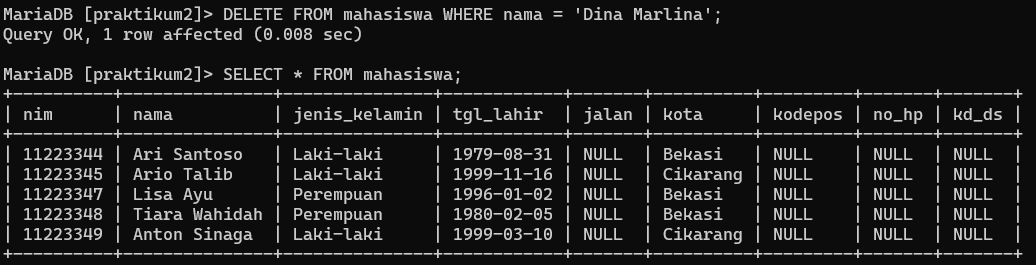 MariaDB [praktikum2]> DELETE FROM mahasiswa WHERE nama = 'Dina Marlina';
Query OK, 1 row affected (0.008 sec)
MariaDB [praktikum2]> SELECT * FROM mahasiswa;
+----------+---------------+---------------+------------+-------+----------+---------+-------+-------+
| nim      | nama          | jenis_kelamin | tgl_lahir  | jalan | kota     | kodepos | no_hp | kd_ds |
+----------+---------------+---------------+------------+-------+----------+---------+-------+-------+
| 11223344 | Ari Santoso   | Laki-laki     | 1979-08-31 | NULL  | Bekasi   | NULL    | NULL  | NULL  |
| 11223345 | Ario Talib    | Laki-laki     | 1999-11-16 | NULL  | Cikarang | NULL    | NULL  | NULL  |
| 11223347 | Lisa Ayu      | Perempuan     | 1996-01-02 | NULL  | Bekasi   | NULL    | NULL  | NULL  |
| 11223348 | Tiara Wahidah | Perempuan     | 1980-02-05 | NULL  | Bekasi   | NULL    | NULL  | NULL  |
| 11223349 | Anton Sinaga  | Laki-laki     | 1999-03-10 | NULL  | Cikarang | NULL    | NULL  | NULL  |
+----------+---------------+---------------+------------+-------+----------+---------+-------+-------+